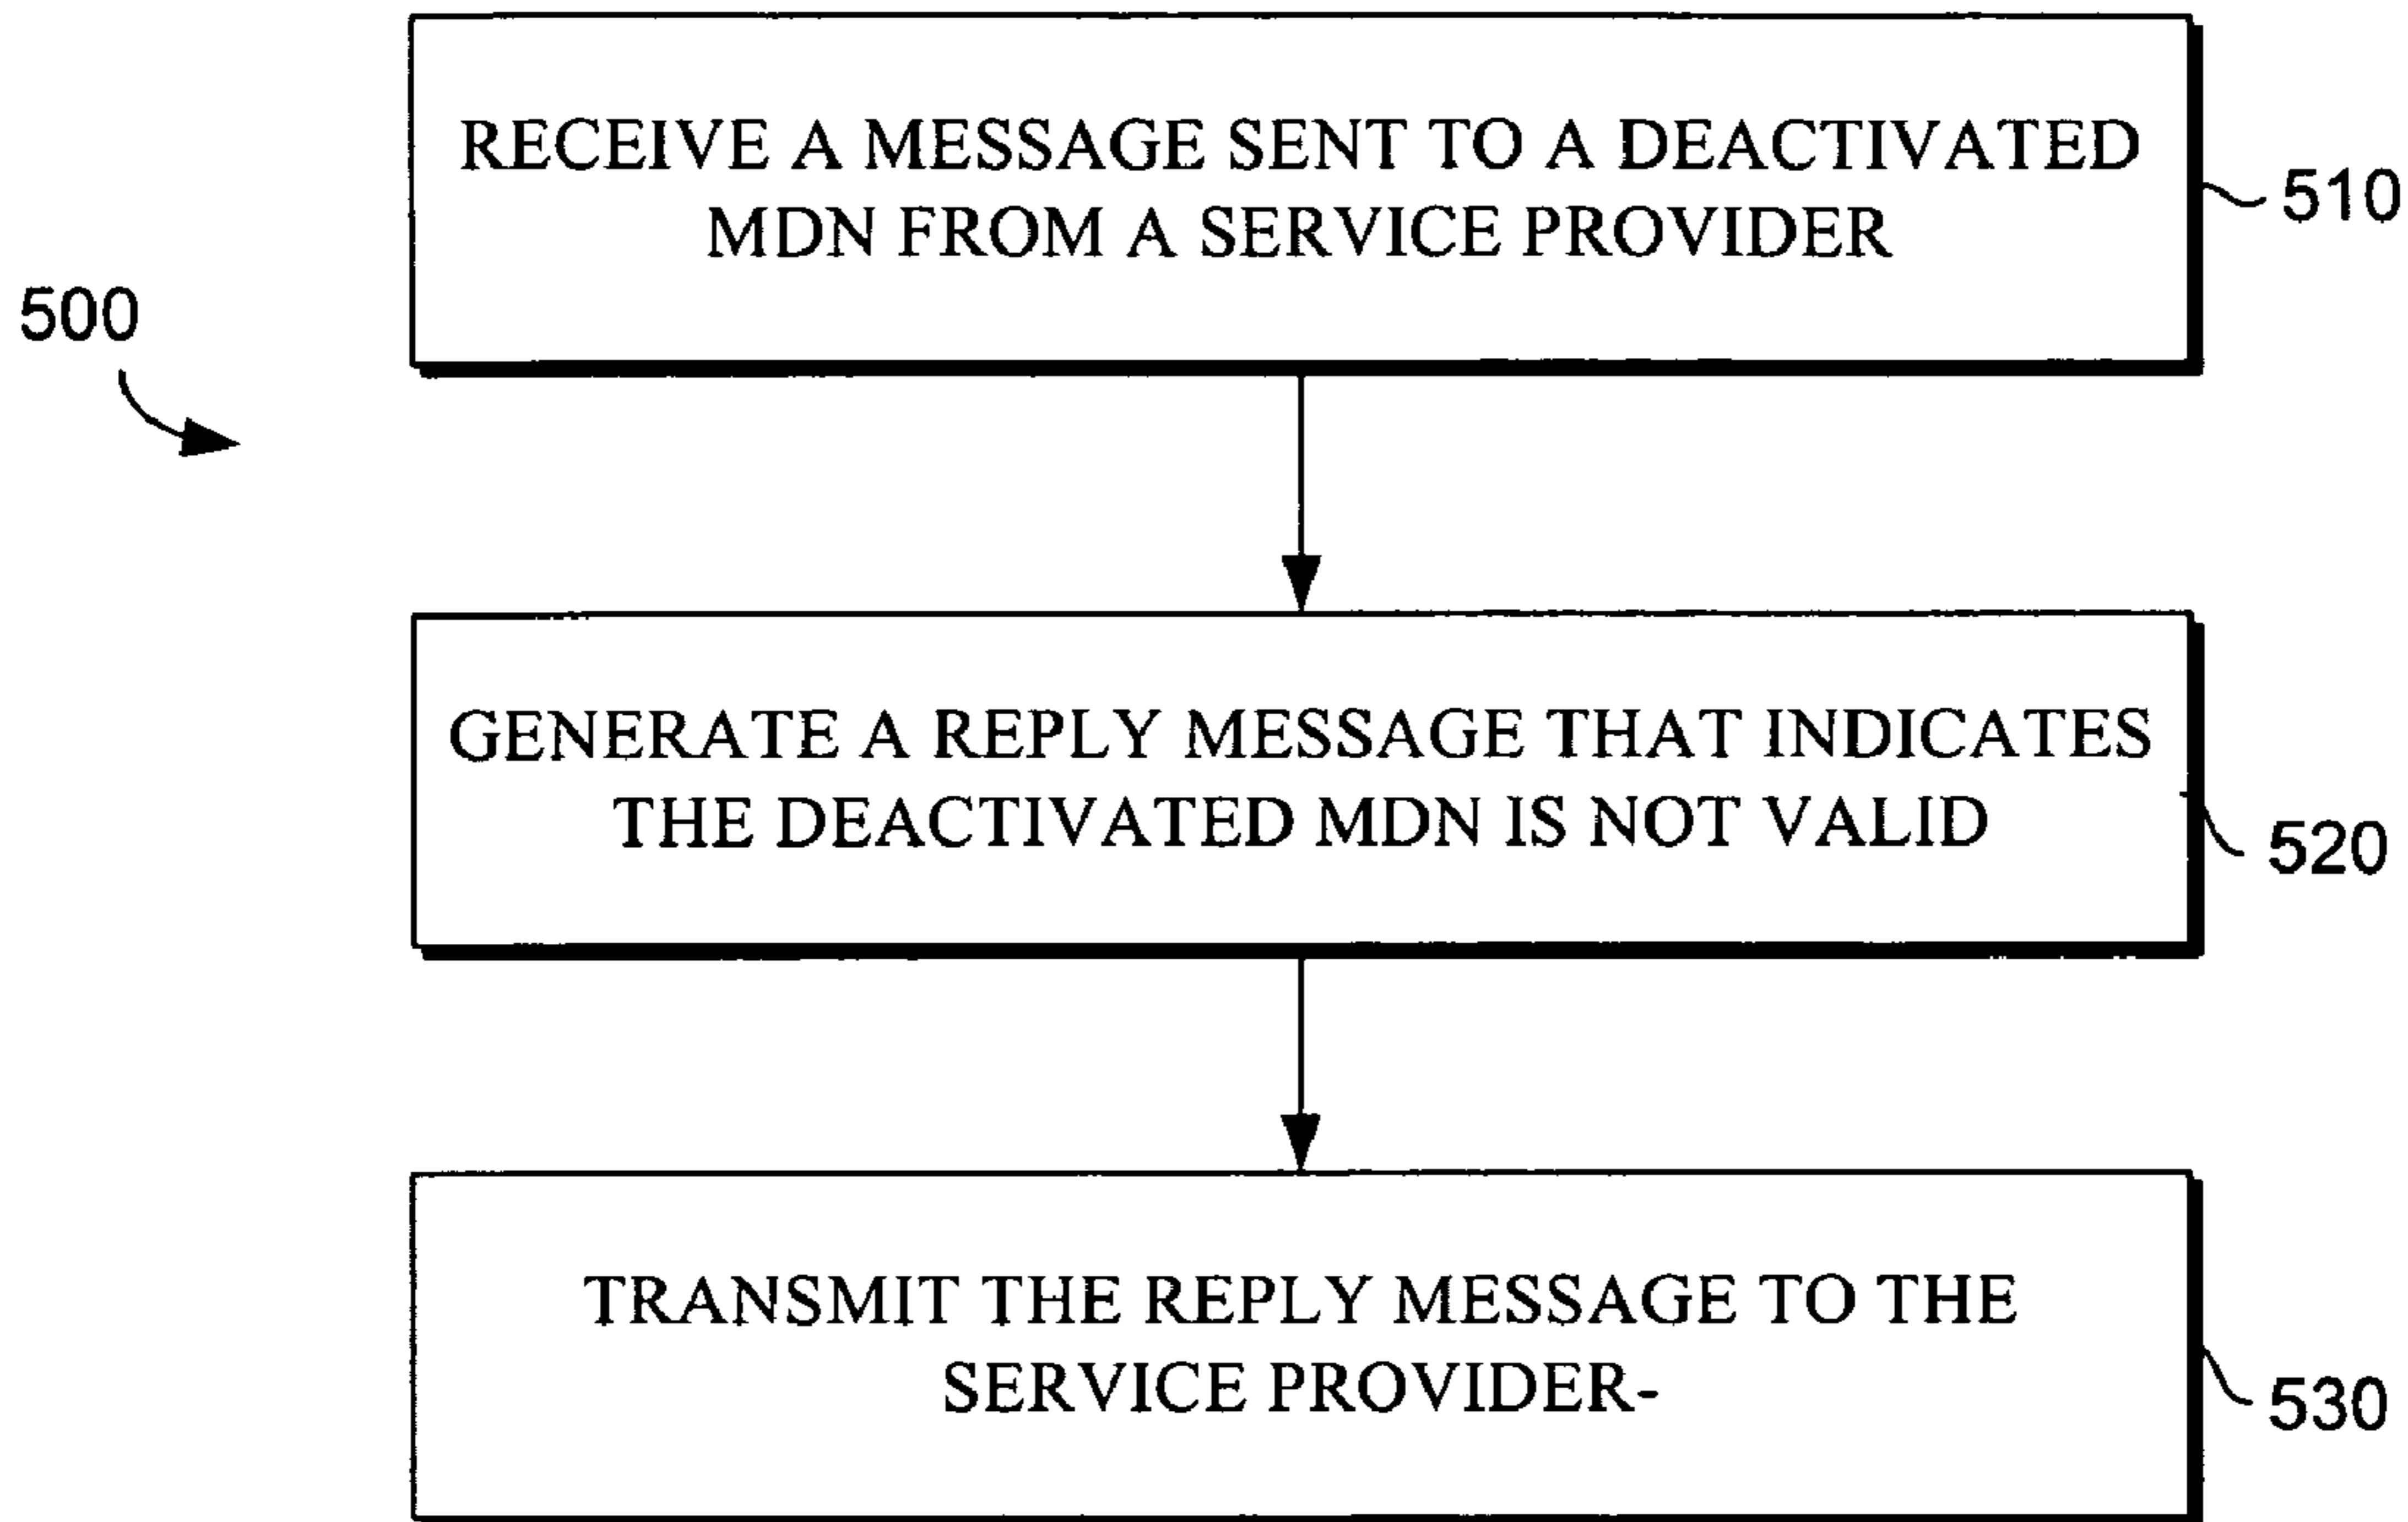 RECEIVE A MESSAGE SENT TO A DEACTIVATED
MDN FROM A SERVICE PROVIDER
510
500
GENERATE A REPLY MESSAGE THAT INDICATES
THE DEACTIVATED MDN IS NOT VALID
520
TRANSMIT THE REPLY MESSAGE TO THE
SERVICE PROVIDER-
530